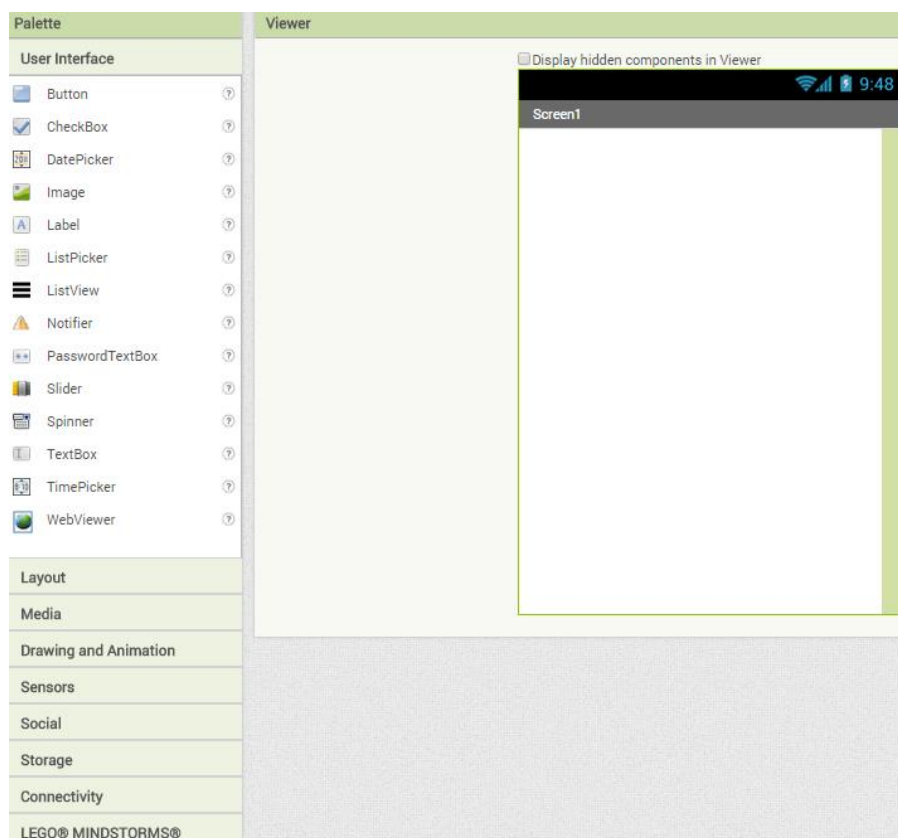 Palette
Viewer
User Interface
Display hidden components in Viewer
9:48
Screen1
Button
CheckBox
DatePicker
Image
Label
ListPicker
ListView
Notifier
PasswordTextBox
Slider
Spinner
TextBox
TimePicker
WebViewer
Layout
Media
Drawing and Animation
Sensors
Social
Storage
Connectivity
LEGO® MINDSTORMS®